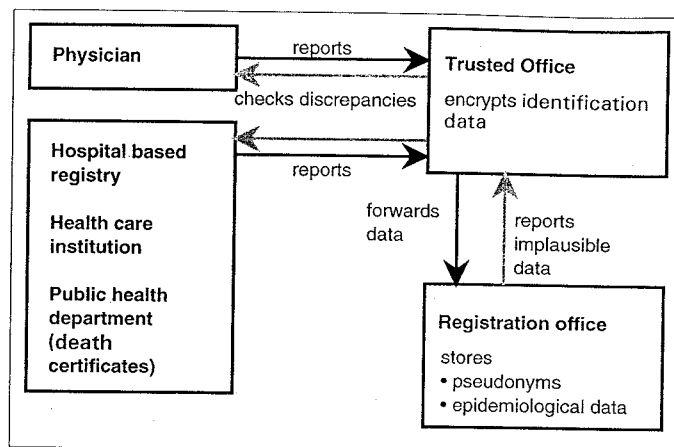 Physician
reports
checks discrepancies
Trusted Office
encrypts identification
data
Hospital based
registry
Health care
institution
Public health
department
(death
certificates)
reports
forwards
data
reports
implausible
data
Registration office
stores
• pseudonyms
• epidemiological data